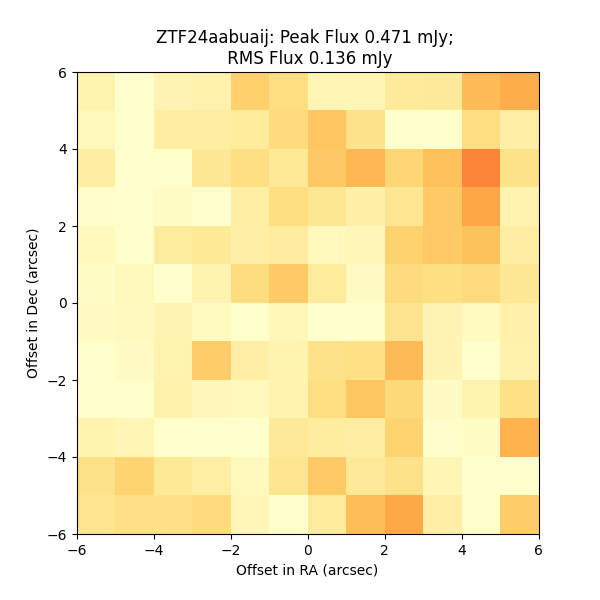 ZTF24aabuaij: Peak Flux 0.471 mJy;
RMS Flux 0.136 mJy
6
4
2
0
−2
−4
−6
Offset in Dec (arcsec)
−6 −4 −2 0 2 4 6
Offset in RA (arcsec)